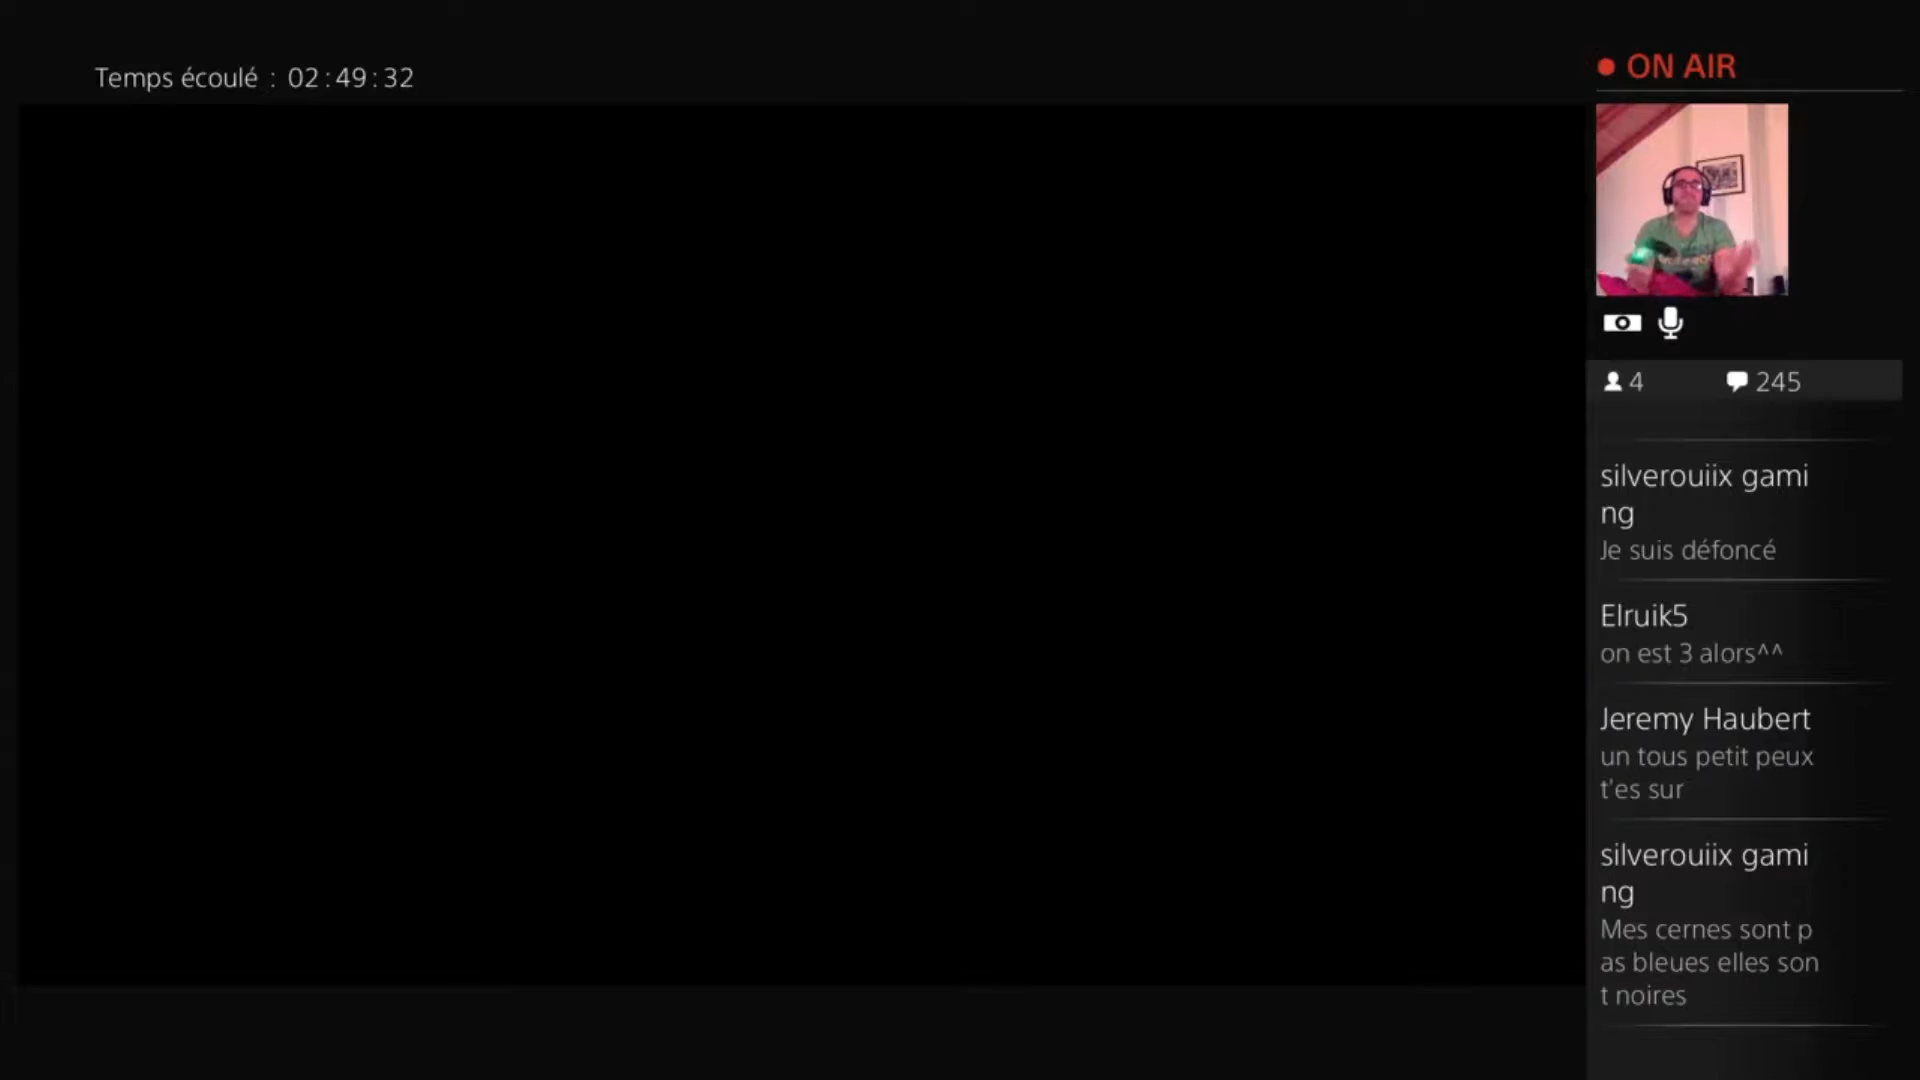 Temps écoulé : 02:49:32
ON AIR
4 245
silverouiix gami
ng
Je suis défoncé
Elruik5
on est 3 alors^^
Jeremy Haubert
un tous petit peux
t'es sur
silverouiix gami
ng
Mes cernes sont p
as bleues elles son
t noires